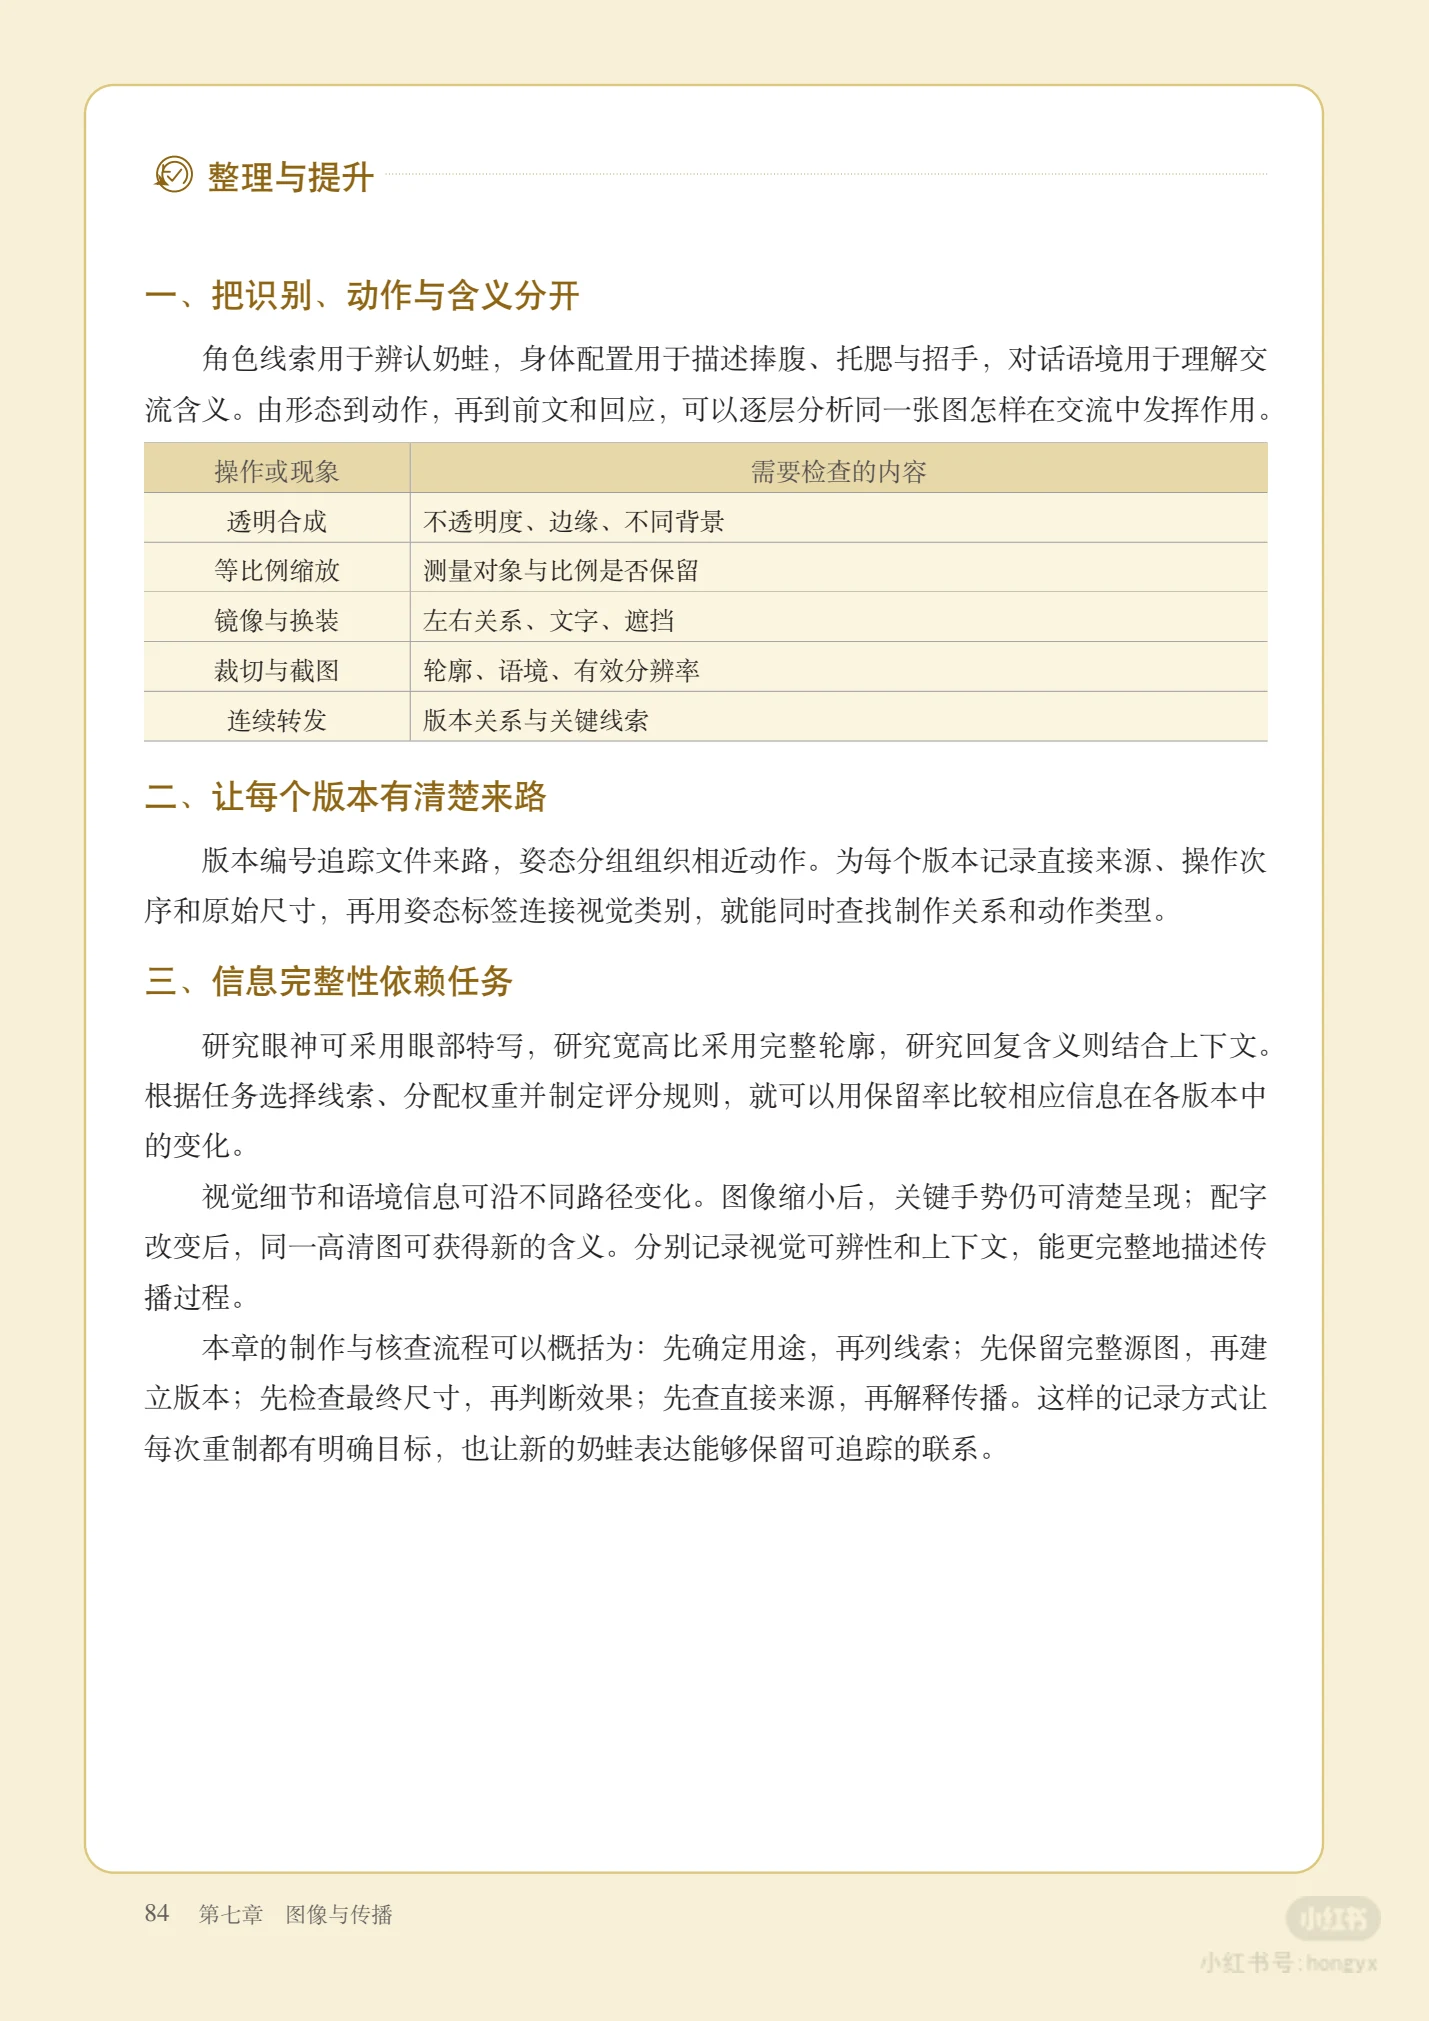 整理与提升
一、把识别、动作与含义分开
角色线索用于辨认奶蛙，身体配置用于描述捧腹、托腮与招手，对话语境用于理解交
流含义。由形态到动作，再到前文和回应，可以逐层分析同一张图怎样在交流中发挥作用。
操作或现象 需要检查的内容
透明合成 不透明度、边缘、不同背景
等比例缩放 测量对象与比例是否保留
镜像与换装 左右关系、文字、遮挡
裁切与截图 轮廓、语境、有效分辨率
连续转发 版本关系与关键线索
二、让每个版本有清楚来路
版本编号追踪文件来路，姿态分组组织相近动作。为每个版本记录直接来源、操作次
序和原始尺寸，再用姿态标签连接视觉类别，就能同时查找制作关系和动作类型。
三、信息完整性依赖任务
研究眼神可采用眼部特写，研究宽高比采用完整轮廓，研究回复含义则结合上下文。
根据任务选择线索、分配权重并制定评分规则，就可以用保留率比较相应信息在各版本中
的变化。
视觉细节和语境信息可沿不同路径变化。图像缩小后，关键手势仍可清楚呈现；配字
改变后，同一高清图可获得新的含义。分别记录视觉可辨性和上下文，能更完整地描述传
播过程。
本章的制作与核查流程可以概括为：先确定用途，再列线索；先保留完整源图，再建
立版本；先检查最终尺寸，再判断效果；先查直接来源，再解释传播。这样的记录方式让
每次重制都有明确目标，也让新的奶蛙表达能够保留可追踪的联系。
84 第七章 图像与传播
小红书
小红书号:hongyx